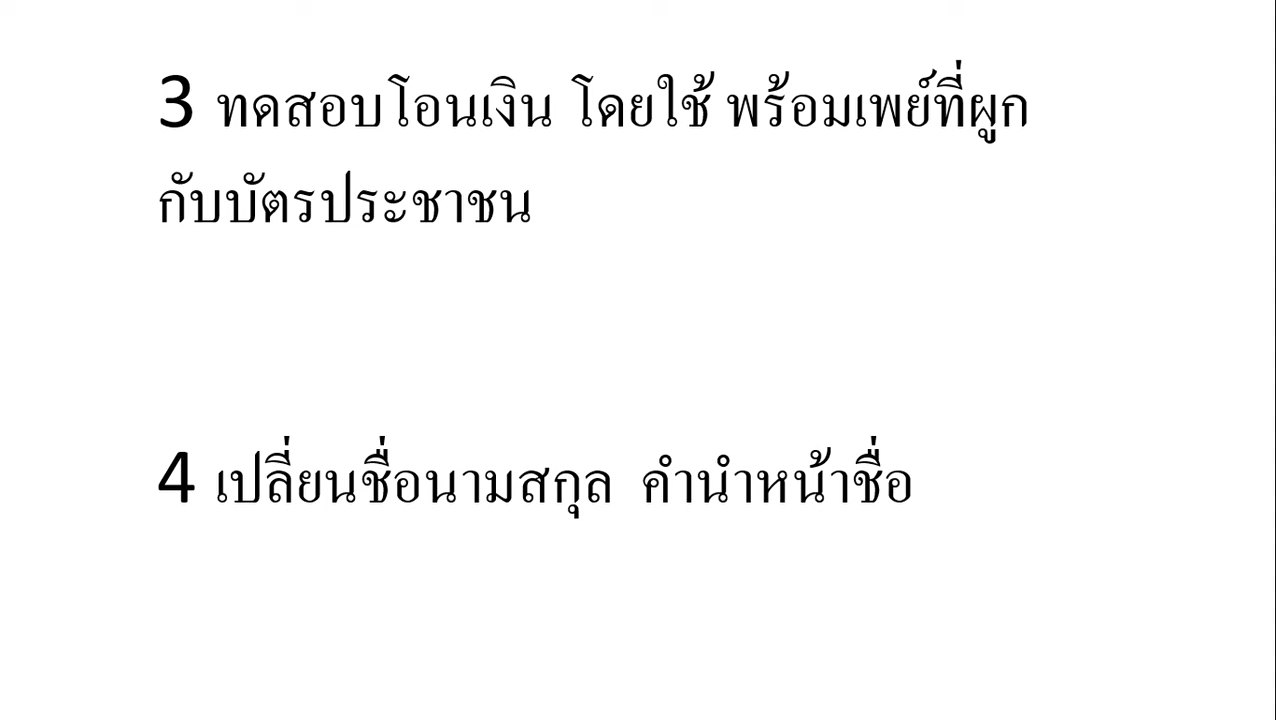 3 ทดสอบโอนเงิน โดยใช้ พร้อมเพย์ที่ผูก
กับบัตรประชาชน
4 เปลี่ยนชื่อนามสกุล คำนำหน้าชื่อ